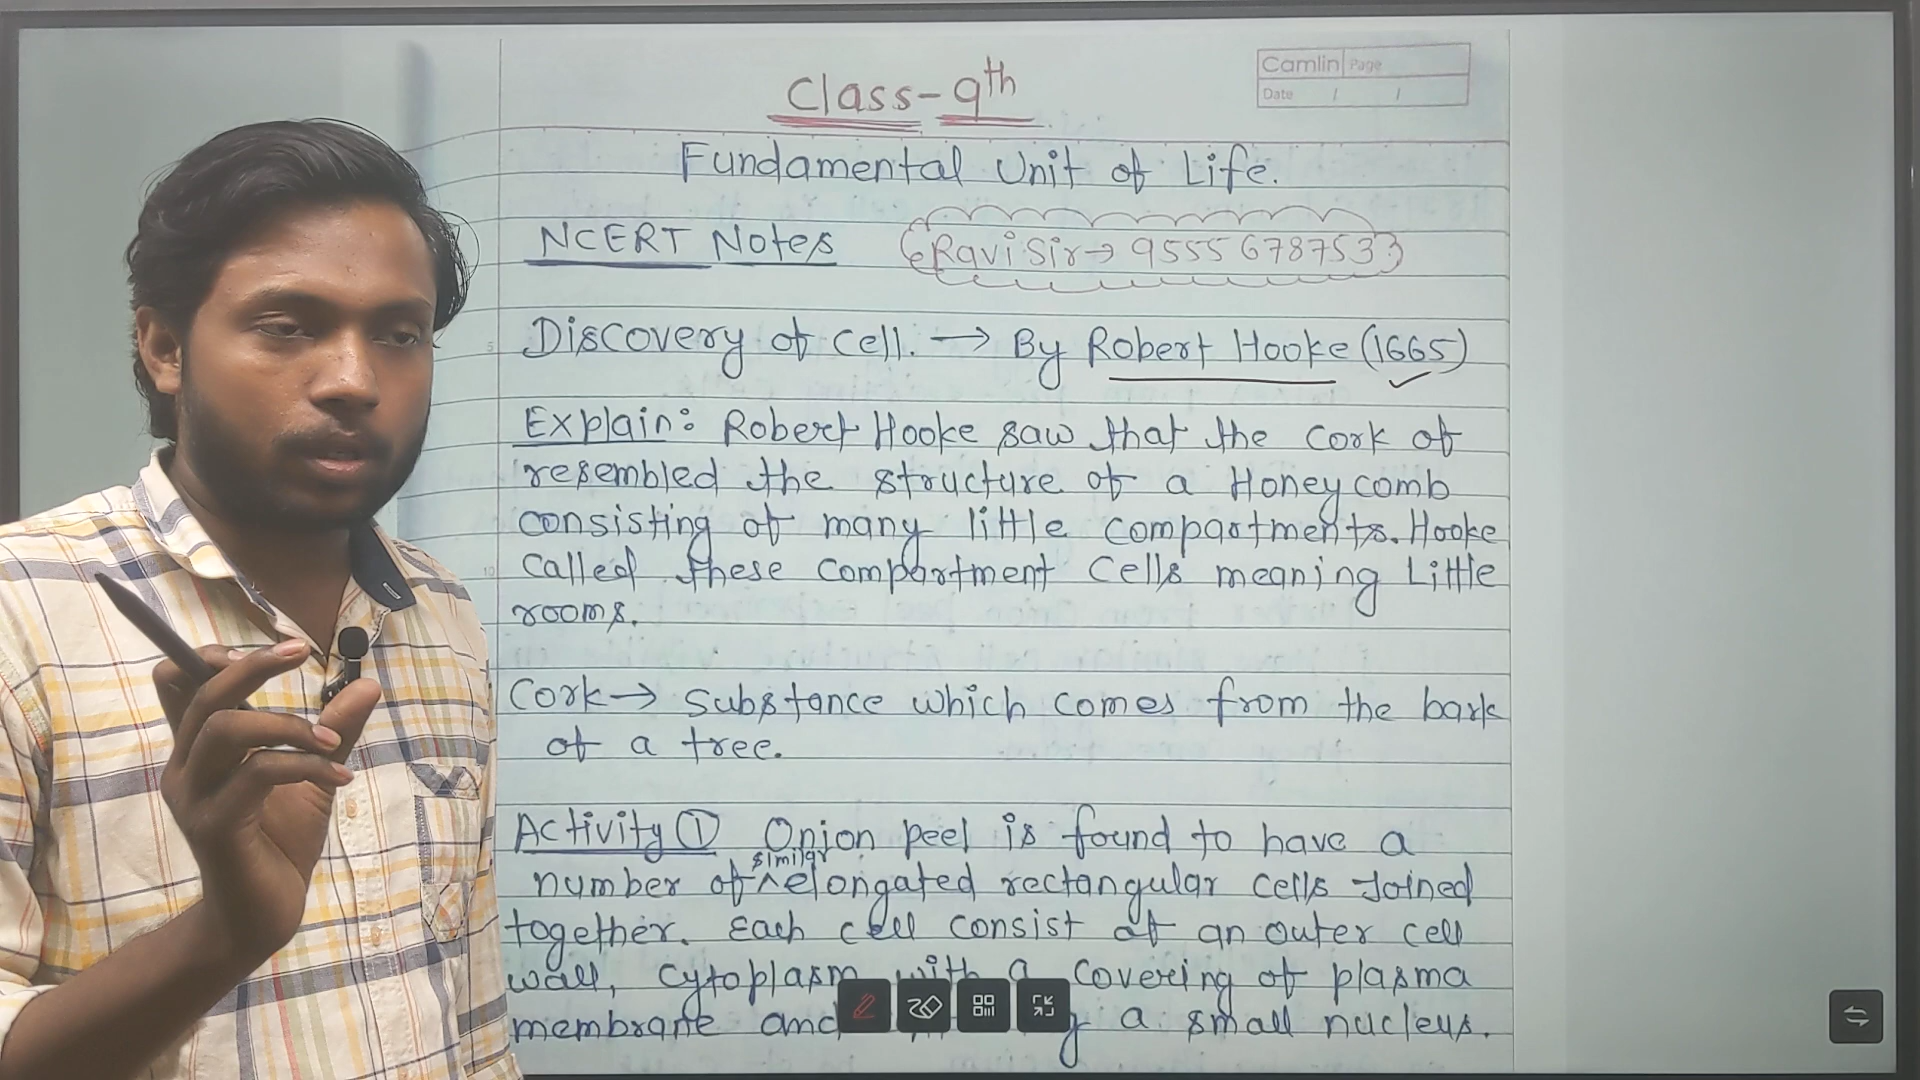 Class-9th
Camlin Page
Date / /
Fundamental Unit of Life.
NCERT Notes
Ravi Sir→ 95556787533
Discovery of cell. → By Robert Hooke (1665)
Explain: Robert Hooke saw that the cork of
resembled the structure of a Honey comb
consisting of many little compartments. Hooke
called these compartment cells meaning little
rooms.
Cork→ substance which comes from the bark
of a tree.
Activity ① Onion peel is found to have a
similar
number of ^ elongated rectangular cells Joined
together. Each cell consist of an outer cell
wall, cytoplasm with a covering of plasma
membrane and a small nucleus.